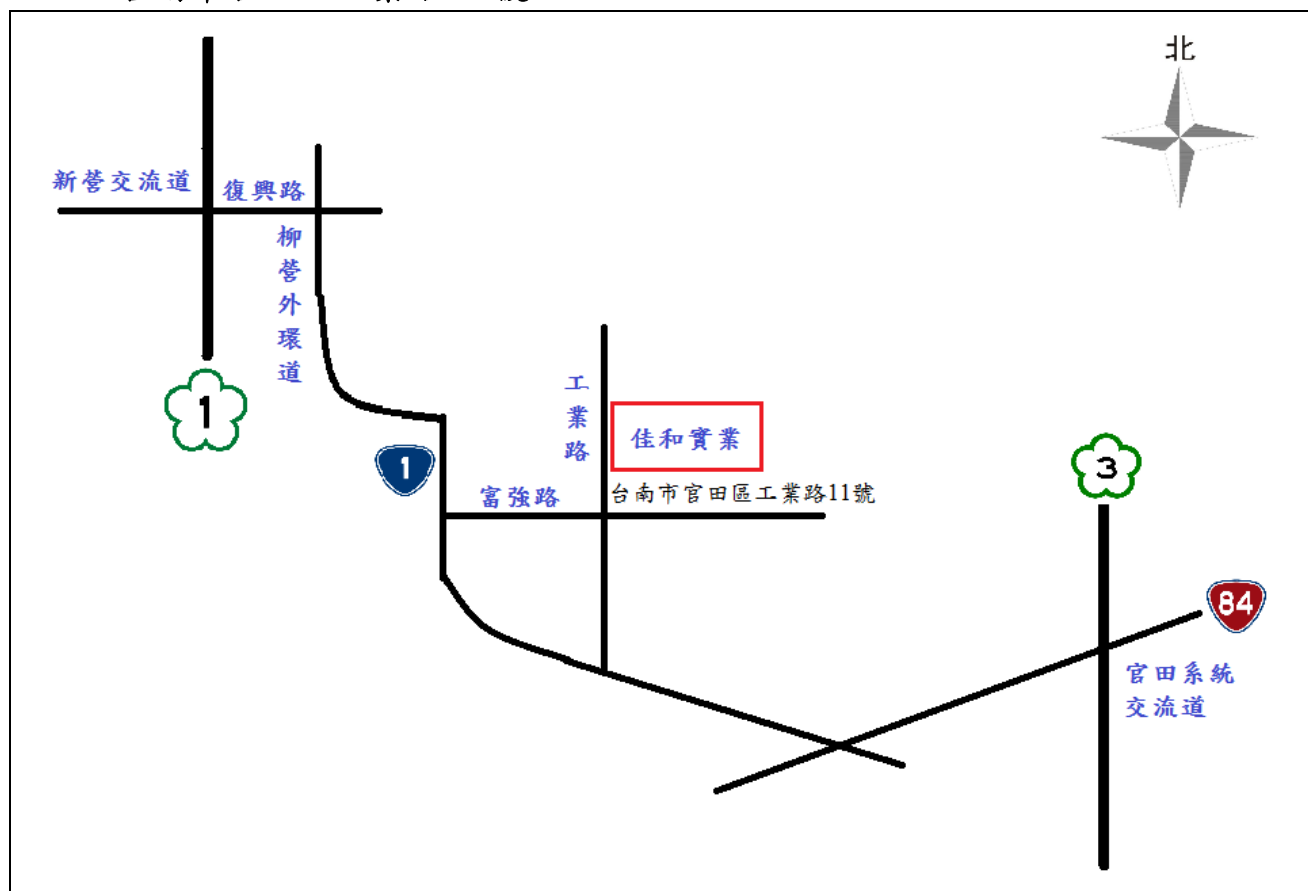 北
新營交流道
復興路
柳營外環道
1
工業路
佳和實業
1
3
富強路
台南市官田區工業路11號
84
官田系統
交流道